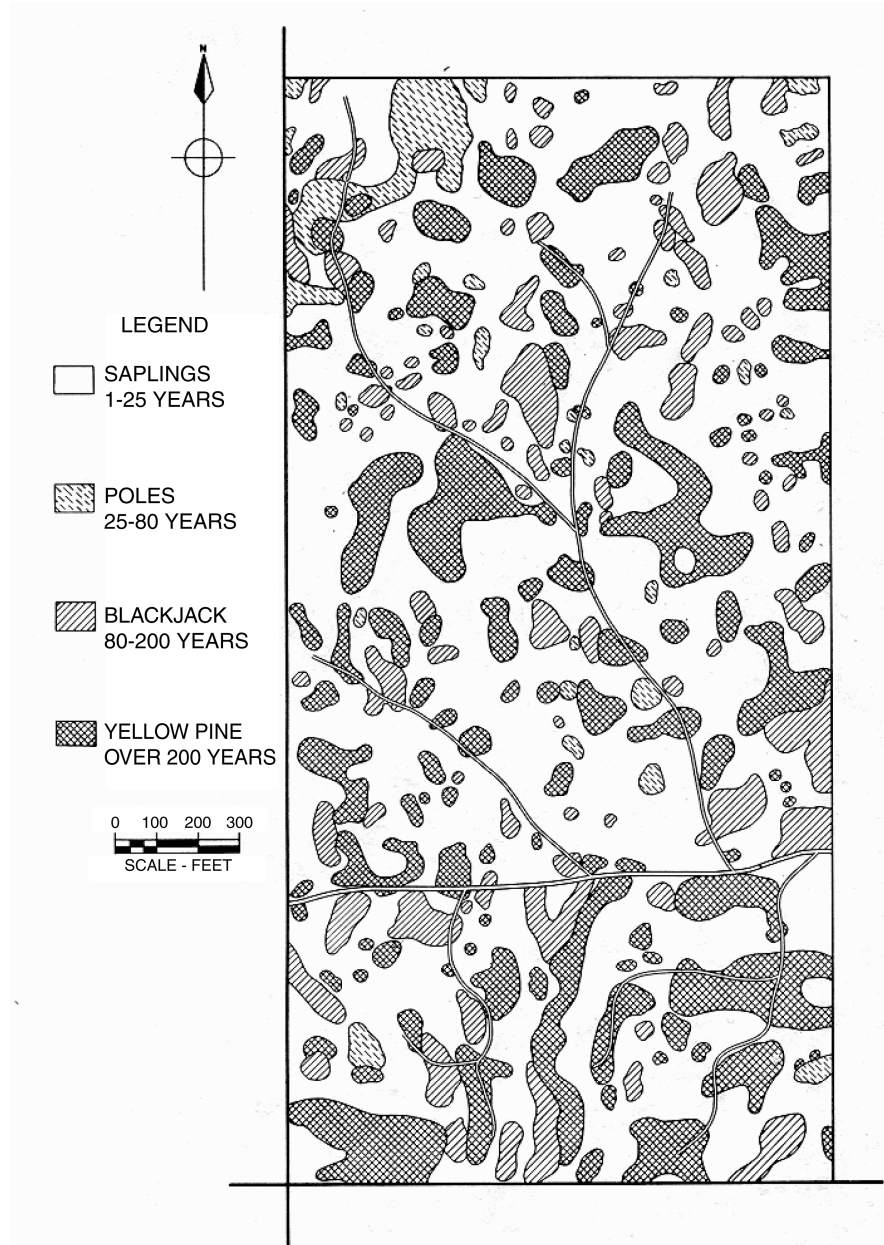 N
LEGEND
SAPLINGS
1-25 YEARS
POLES
25-80 YEARS
BLACKJACK
80-200 YEARS
YELLOW PINE
OVER 200 YEARS
0 100 200 300
SCALE - FEET